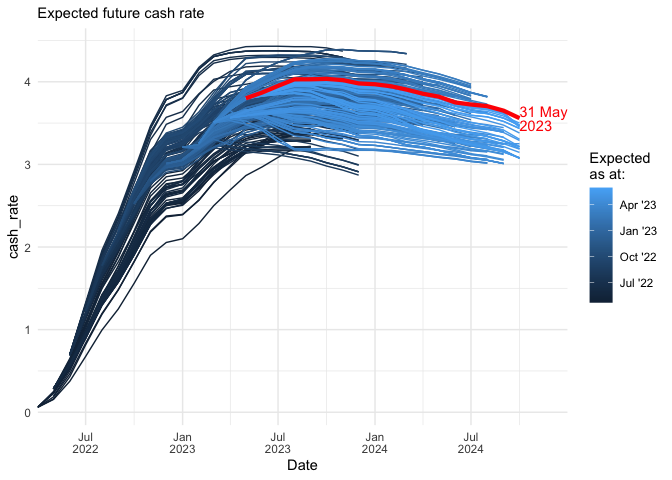 Expected future cash rate
4
3
2
1
0
cash_rate
31 May
2023
Jul
2022
Jan
2023
Jul
2023
Jan
2024
Jul
2024
Date
Expected
as at:
Apr '23
Jan '23
Oct '22
Jul '22